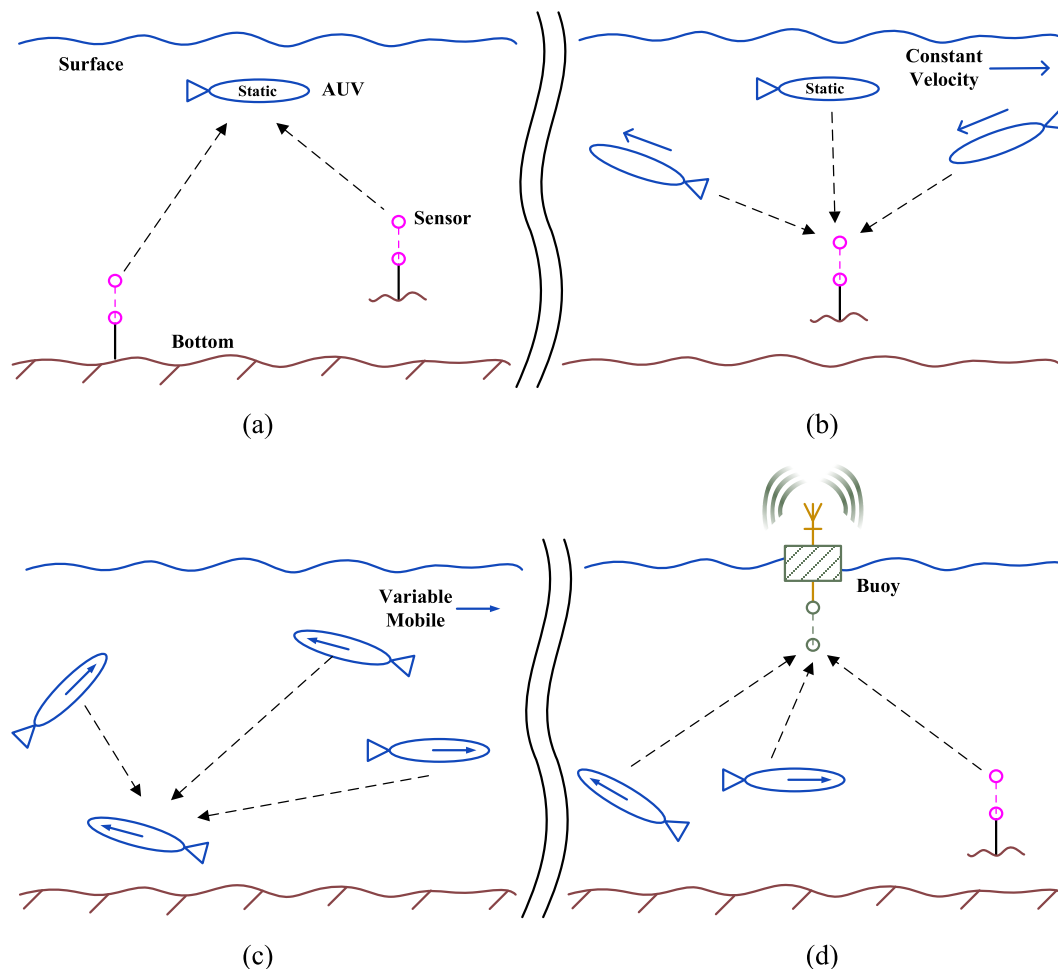 Surface
Static
AUV
Sensor
Bottom
(a)
Constant
Velocity
Static
(b)
Variable
Mobile
(c)
Buoy
(d)